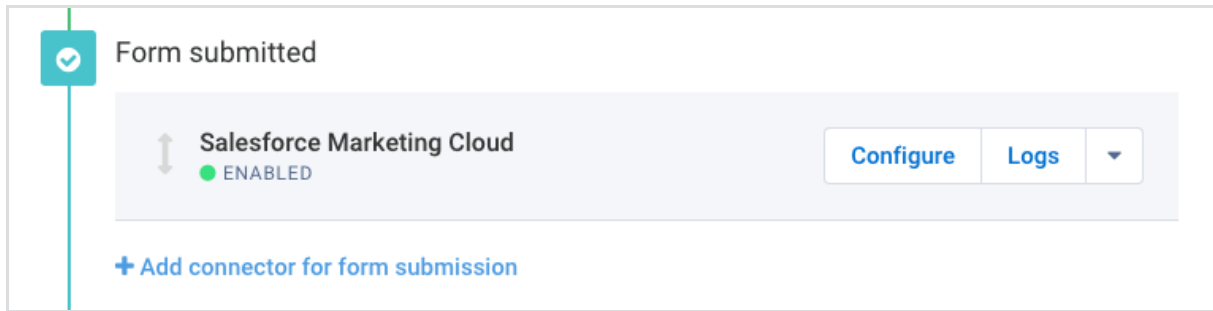 Form submitted
Salesforce Marketing Cloud
ENABLED
Configure
Logs
+ Add connector for form submission